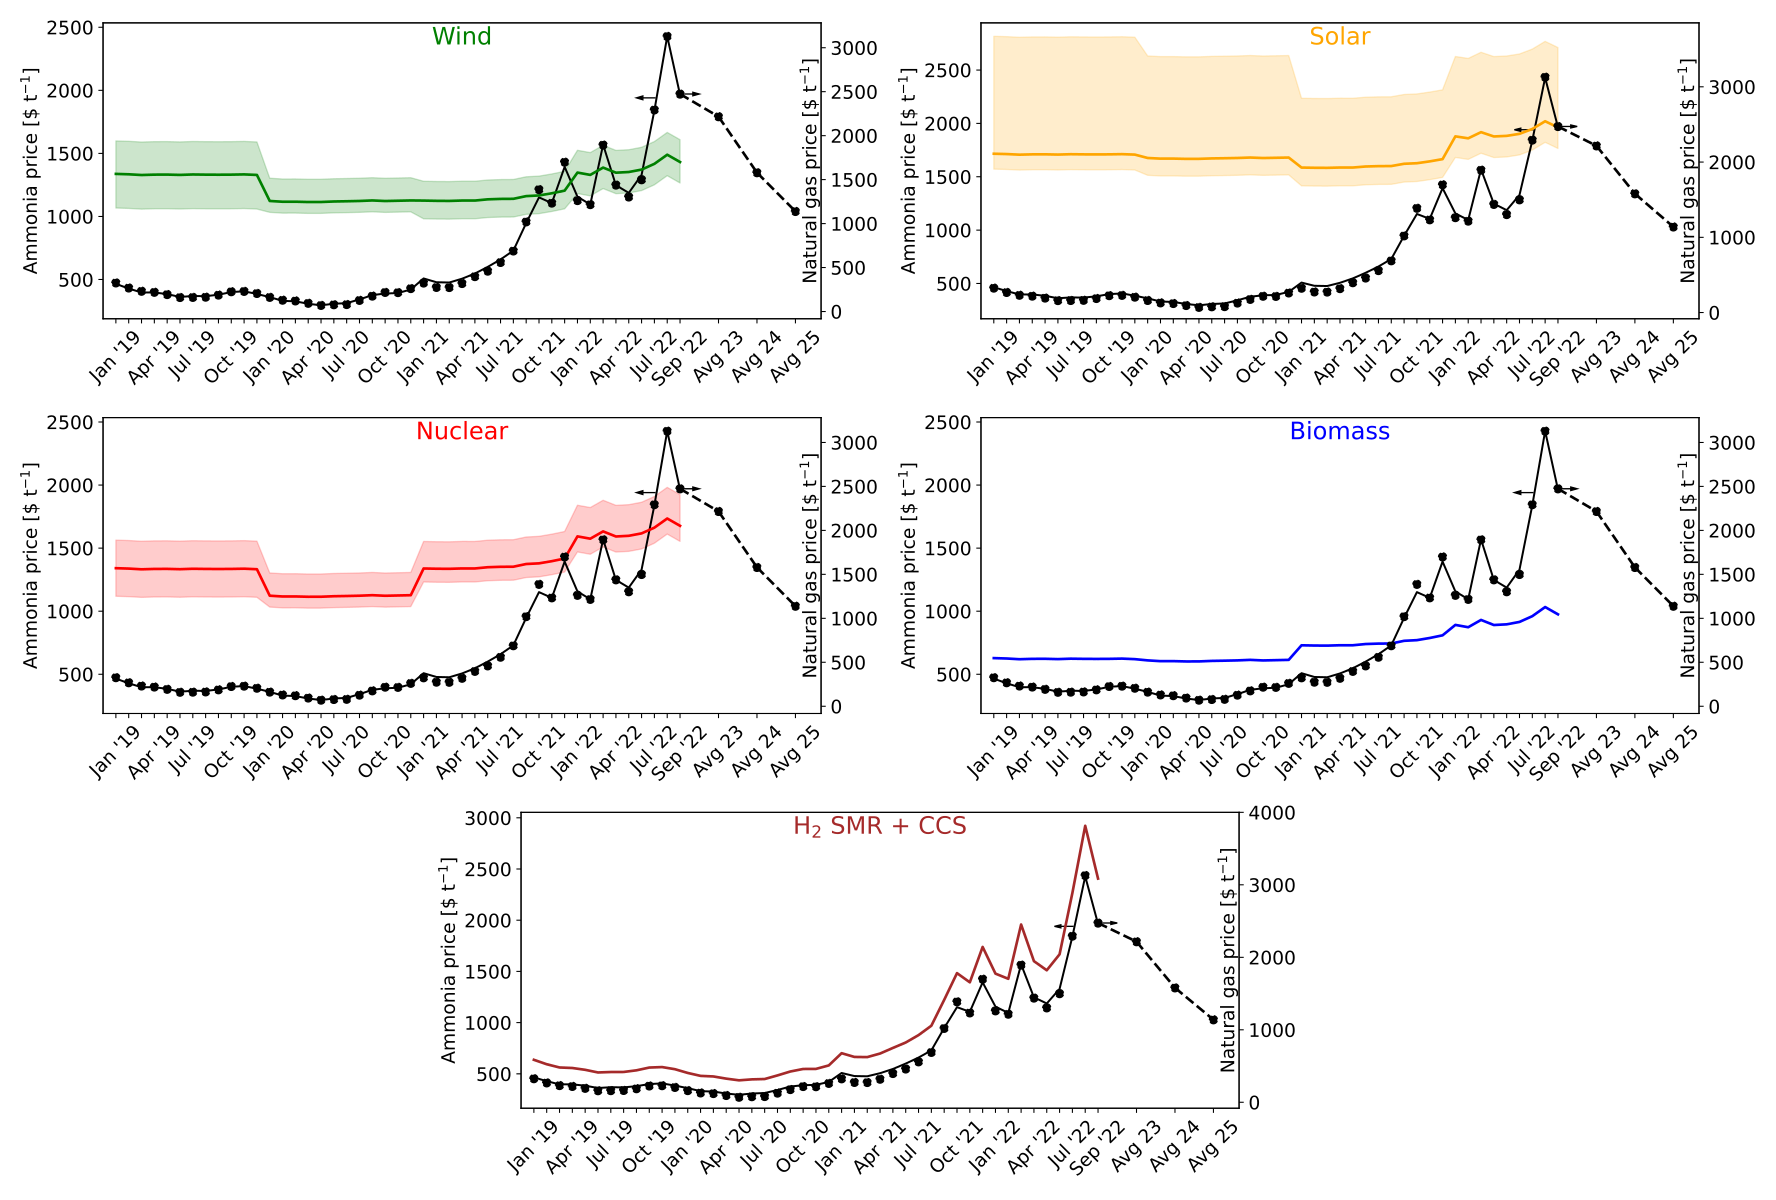 Wind
Ammonia price [$ t⁻¹]
2500
2000
1500
1000
500
Natural gas price [$ t⁻¹]
3000
2500
2000
1500
1000
500
0
Jan '19 Apr '19 Jul '19 Oct '19 Jan '20 Apr '20 Jul '20 Oct '20 Jan '21 Apr '21 Jul '21 Oct '21 Jan '22 Apr '22 Jul '22 Sep '22 Avg 23 Avg 24 Avg 25
Solar
Ammonia price [$ t⁻¹]
2500
2000
1500
1000
500
Natural gas price [$ t⁻¹]
3000
2000
1000
0
Jan '19 Apr '19 Jul '19 Oct '19 Jan '20 Apr '20 Jul '20 Oct '20 Jan '21 Apr '21 Jul '21 Oct '21 Jan '22 Apr '22 Jul '22 Sep '22 Avg 23 Avg 24 Avg 25
Nuclear
Ammonia price [$ t⁻¹]
2500
2000
1500
1000
500
Natural gas price [$ t⁻¹]
3000
2500
2000
1500
1000
500
0
Jan '19 Apr '19 Jul '19 Oct '19 Jan '20 Apr '20 Jul '20 Oct '20 Jan '21 Apr '21 Jul '21 Oct '21 Jan '22 Apr '22 Jul '22 Sep '22 Avg 23 Avg 24 Avg 25
Biomass
Ammonia price [$ t⁻¹]
2500
2000
1500
1000
500
Natural gas price [$ t⁻¹]
3000
2500
2000
1500
1000
500
0
Jan '19 Apr '19 Jul '19 Oct '19 Jan '20 Apr '20 Jul '20 Oct '20 Jan '21 Apr '21 Jul '21 Oct '21 Jan '22 Apr '22 Jul '22 Sep '22 Avg 23 Avg 24 Avg 25
H₂ SMR + CCS
Ammonia price [$ t⁻¹]
3000
2500
2000
1500
1000
500
Natural gas price [$ t⁻¹]
4000
3000
2000
1000
0
Jan '19 Apr '19 Jul '19 Oct '19 Jan '20 Apr '20 Jul '20 Oct '20 Jan '21 Apr '21 Jul '21 Oct '21 Jan '22 Apr '22 Jul '22 Sep '22 Avg 23 Avg 24 Avg 25